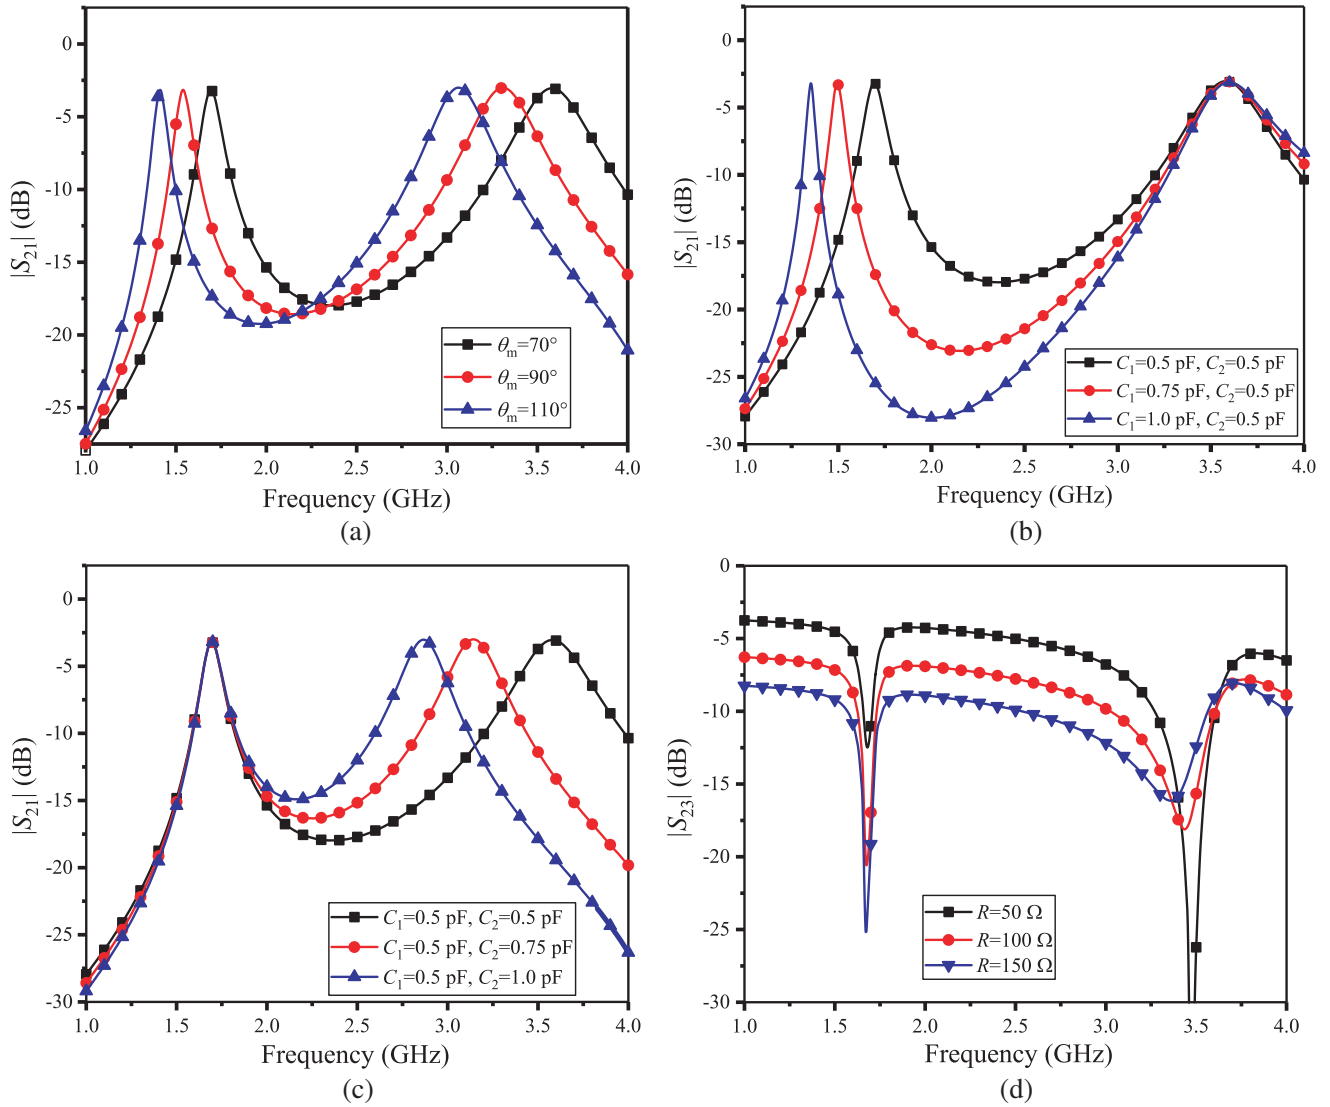 0
-5
-10
-15
-20
-25
|S21| (dB)
θm=70°
θm=90°
θm=110°
1.0 1.5 2.0 2.5 3.0 3.5 4.0
Frequency (GHz)
(a)
0
-5
-10
-15
-20
-25
-30
|S21| (dB)
C1=0.5 pF, C2=0.5 pF
C1=0.75 pF, C2=0.5 pF
C1=1.0 pF, C2=0.5 pF
1.0 1.5 2.0 2.5 3.0 3.5 4.0
Frequency (GHz)
(b)
0
-5
-10
-15
-20
-25
-30
|S21| (dB)
C1=0.5 pF, C2=0.5 pF
C1=0.5 pF, C2=0.75 pF
C1=0.5 pF, C2=1.0 pF
1.0 1.5 2.0 2.5 3.0 3.5 4.0
Frequency (GHz)
(c)
0
-5
-10
-15
-20
-25
-30
|S23| (dB)
R=50 Ω
R=100 Ω
R=150 Ω
1.0 1.5 2.0 2.5 3.0 3.5 4.0
Frequency (GHz)
(d)